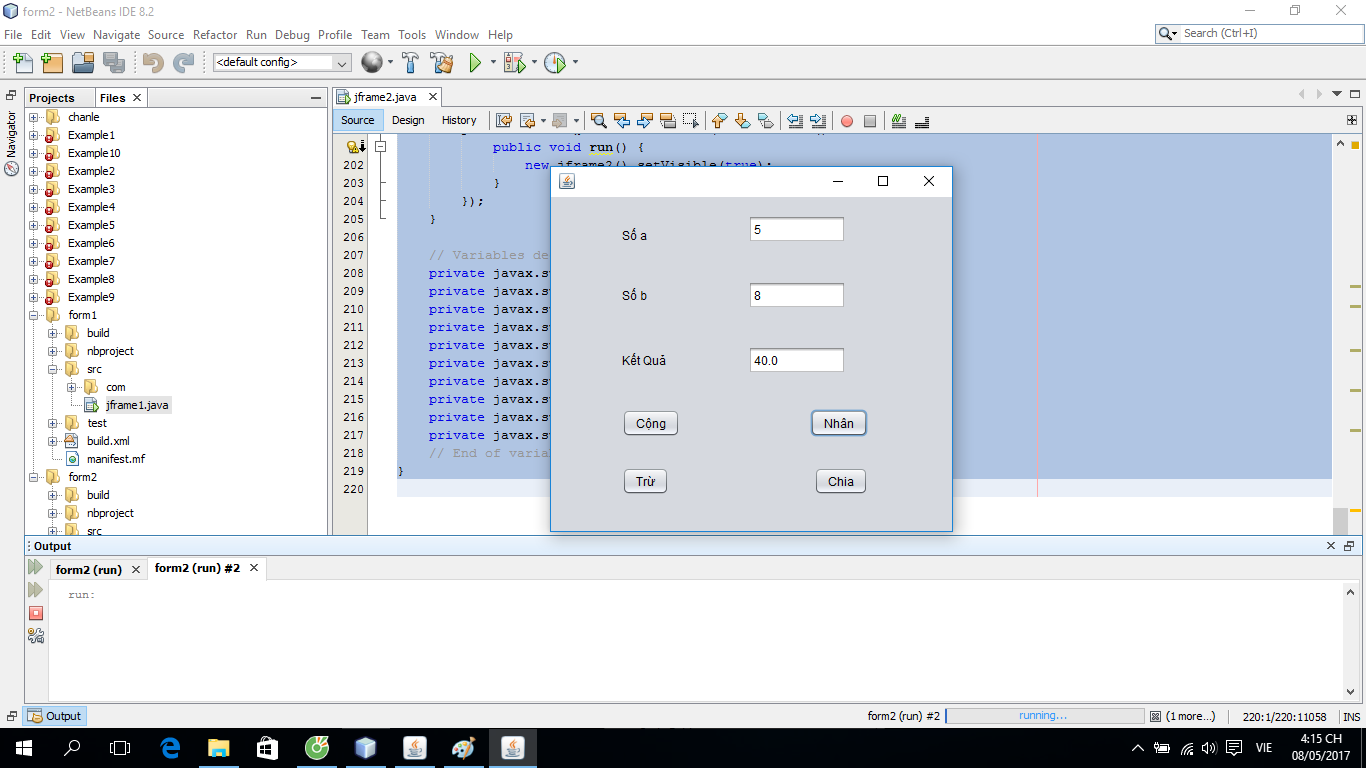 form2 - NetBeans IDE 8.2
File Edit View Navigate Source Refactor Run Debug Profile Team Tools Window Help
Search (Ctrl+I)
<default config>
Projects Files
jframe2.java
Navigator
Source Design History
chanle
Example1
Example10
Example2
Example3
Example4
Example5
Example6
Example7
Example8
Example9
form1
build
nbproject
src
com
jframe1.java
test
build.xml
manifest.mf
form2
build
nbproject
src
public void run() {
202 new jframe2().setVisible(true);
203 }
204 });
205 }
206
207 // Variables de
208 private javax.s
209 private javax.s
210 private javax.s
211 private javax.s
212 private javax.s
213 private javax.s
214 private javax.s
215 private javax.s
216 private javax.s
217 private javax.s
218 // End of varia
219 }
220
Số a 5
Số b 8
Kết Quả 40.0
Cộng Nhân
Trừ Chia
Output
form2 (run) form2 (run) #2
run:
Output
form2 (run) #2 running... (1 more...) 220:1/220:11058 INS
VIE
4:15 CH
08/05/2017